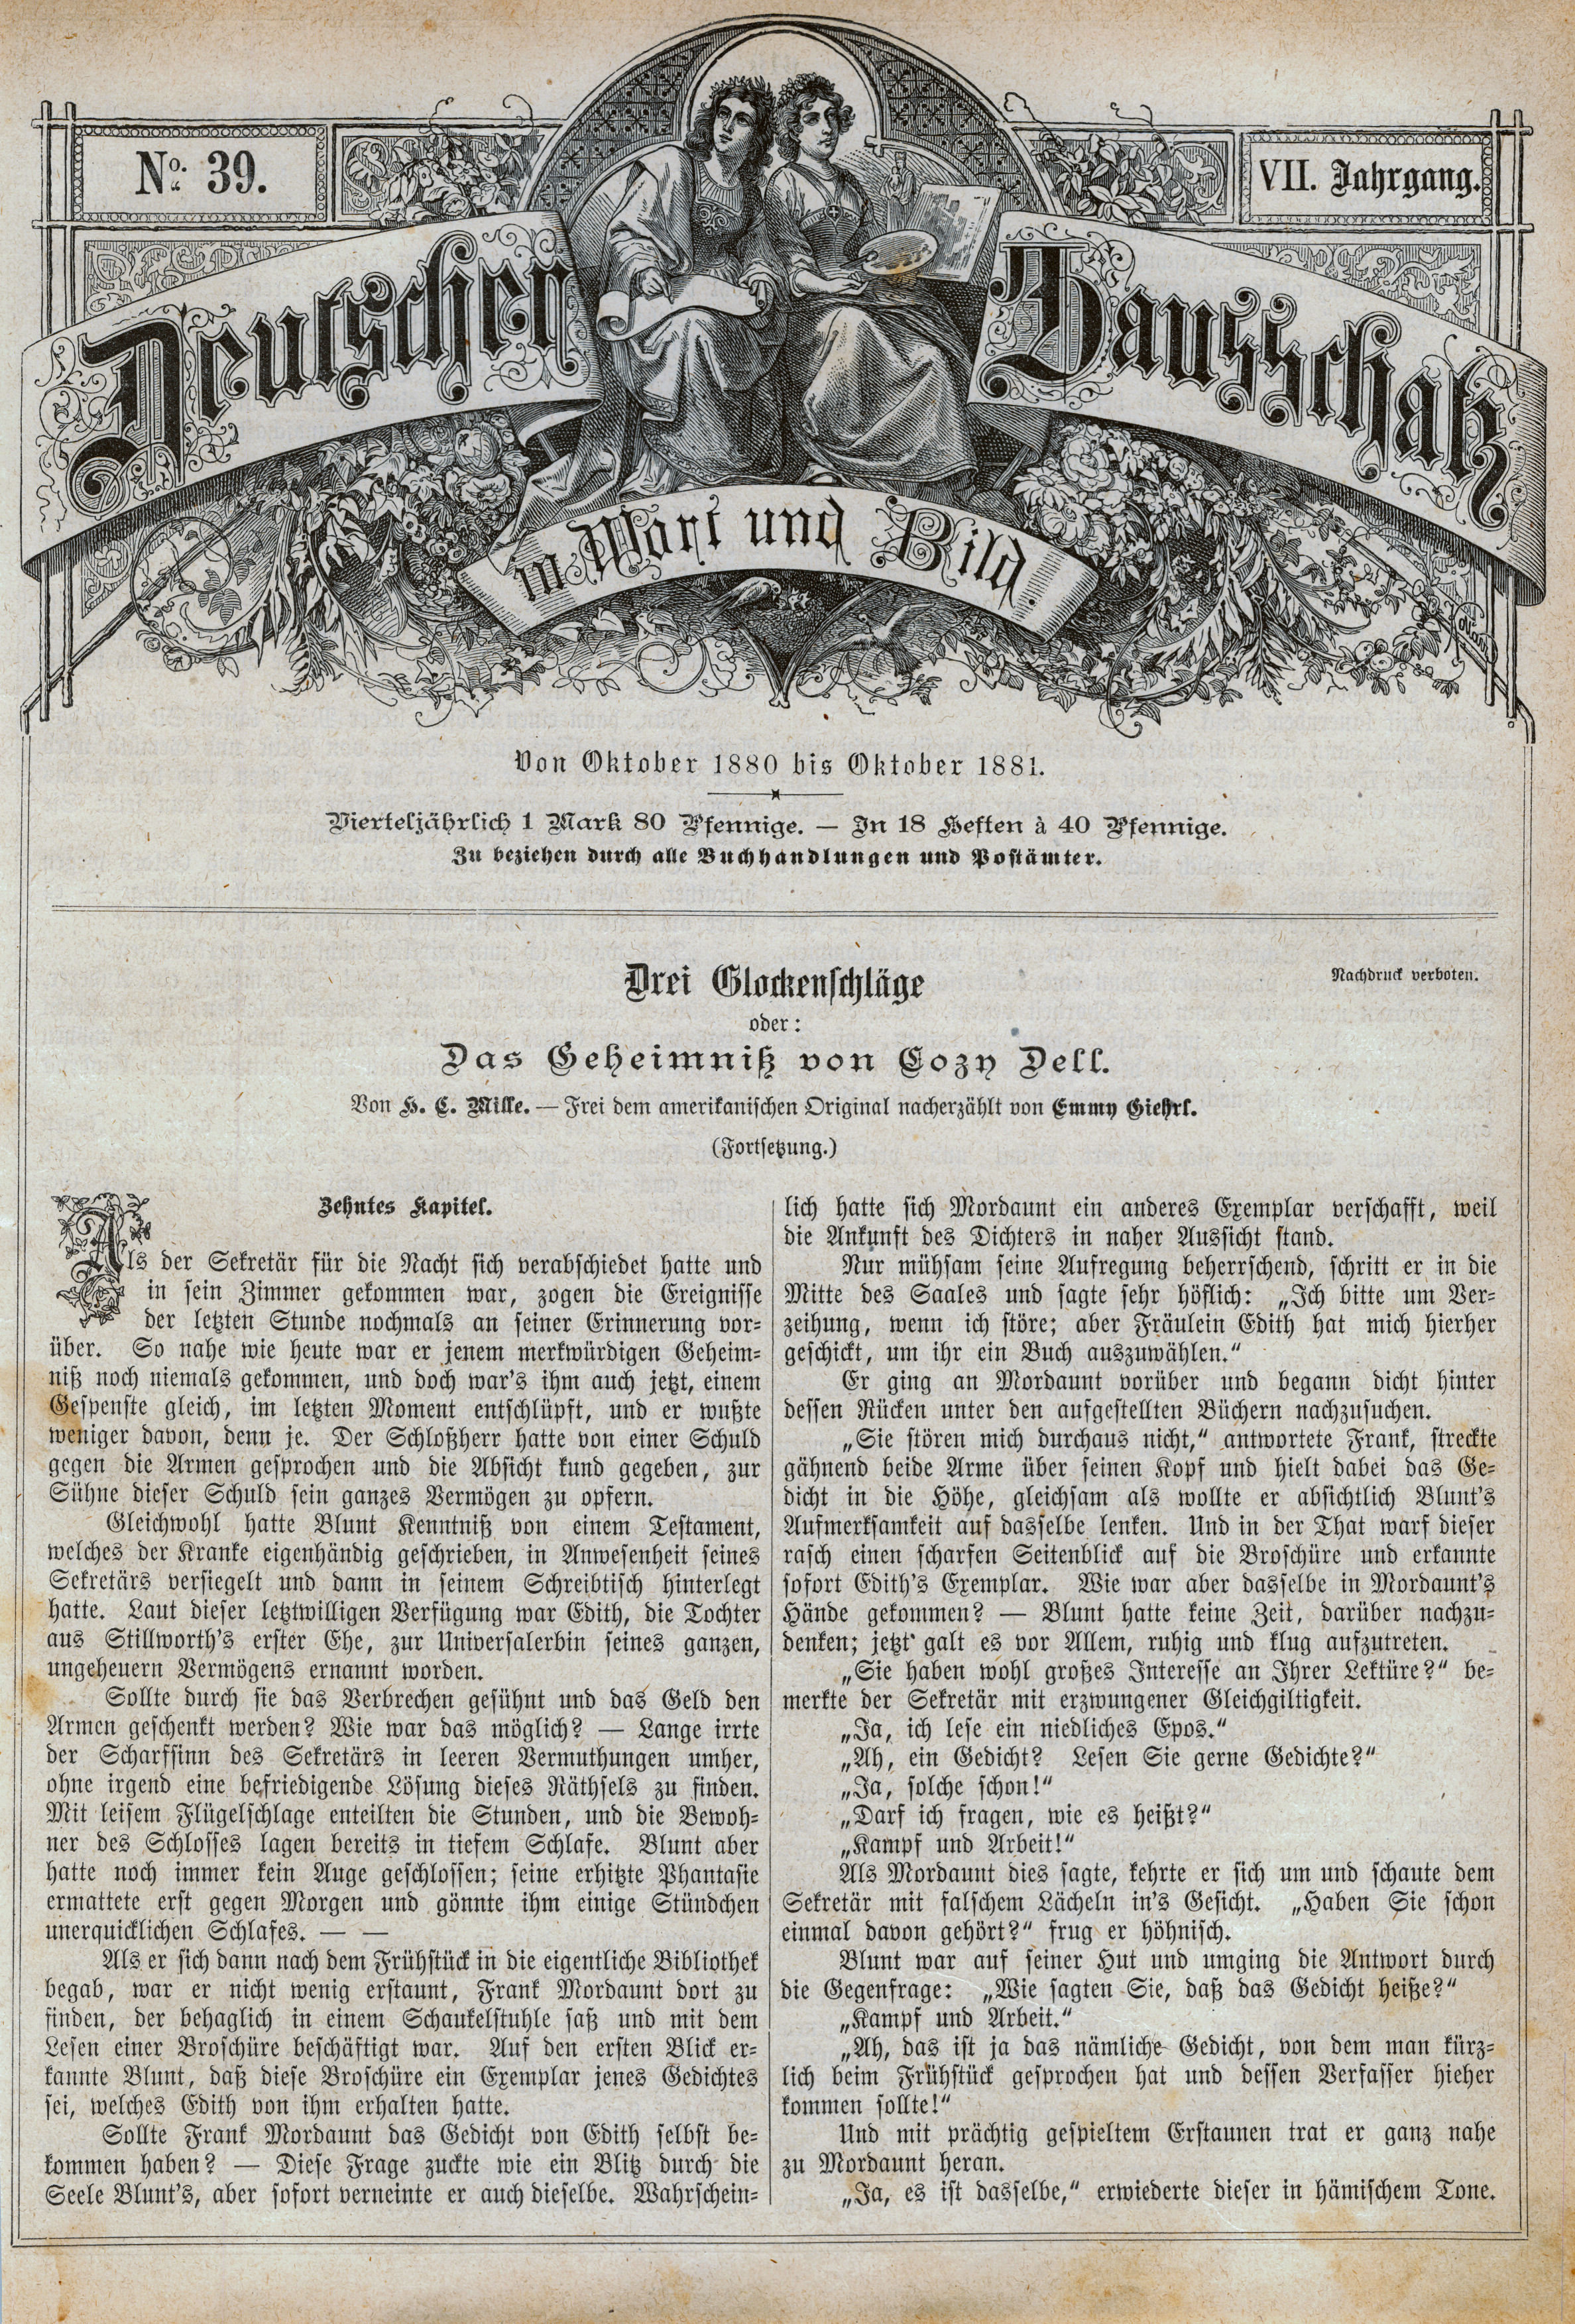 No. 39.
VII. Jahrgang.
Deutscher Hausschatz
in Wort und Bild.
Von Oktober 1880 bis Oktober 1881.
Vierteljährlich 1 Mark 80 Pfennige. — In 18 Heften à 40 Pfennige.
Zu beziehen durch alle Buchhandlungen und Postämter.
Drei Glockenschläge
Nachdruck verboten.
oder:
Das Geheimniß von Cozy Dell.
Von H. C. Mille. — Frei dem amerikanischen Original nacherzählt von Emmy Giehrl.
(Fortsetzung.)
Zehntes Kapitel.
Als der Sekretär für die Nacht sich verabschiedet hatte und
in sein Zimmer gekommen war, zogen die Ereignisse
der letzten Stunde nochmals an seiner Erinnerung vor-
über. So nahe wie heute war er jenem merkwürdigen Geheim-
niß noch niemals gekommen, und doch war's ihm auch jetzt, einem
Gespenste gleich, im letzten Moment entschlüpft, und er wußte
weniger davon, denn je. Der Schloßherr hatte von einer Schuld
gegen die Armen gesprochen und die Absicht kund gegeben, zur
Sühne dieser Schuld sein ganzes Vermögen zu opfern.
Gleichwohl hatte Blunt Kenntniß von einem Testament,
welches der Kranke eigenhändig geschrieben, in Anwesenheit seines
Sekretärs versiegelt und dann in seinem Schreibtisch hinterlegt
hatte. Laut dieser letztwilligen Verfügung war Edith, die Tochter
aus Stillworth's erster Ehe, zur Universalerbin seines ganzen,
ungeheuern Vermögens ernannt worden.
Sollte durch sie das Verbrechen gesühnt und das Geld den
Armen geschenkt werden? Wie war das möglich? — Lange irrte
der Scharfsinn des Sekretärs in leeren Vermuthungen umher,
ohne irgend eine befriedigende Lösung dieses Räthsels zu finden.
Mit leisem Flügelschlage enteilten die Stunden, und die Bewoh-
ner des Schlosses lagen bereits in tiefem Schlafe. Blunt aber
hatte noch immer kein Auge geschlossen; seine erhitzte Phantasie
ermattete erst gegen Morgen und gönnte ihm einige Stündchen
unerquicklichen Schlafes. — —
Als er sich dann nach dem Frühstück in die eigentliche Bibliothek
begab, war er nicht wenig erstaunt, Frank Mordaunt dort zu
finden, der behaglich in einem Schaukelstuhle saß und mit dem
Lesen einer Broschüre beschäftigt war. Auf den ersten Blick er-
kannte Blunt, daß diese Broschüre ein Exemplar jenes Gedichtes
sei, welches Edith von ihm erhalten hatte.
Sollte Frank Mordaunt das Gedicht von Edith selbst be-
kommen haben? — Diese Frage zuckte wie ein Blitz durch die
Seele Blunt's, aber sofort verneinte er auch dieselbe. Wahrschein-
lich hatte sich Mordaunt ein anderes Exemplar verschafft, weil
die Ankunft des Dichters in naher Aussicht stand.
Nur mühsam seine Aufregung beherrschend, schritt er in die
Mitte des Saales und sagte sehr höflich: „Ich bitte um Ver-
zeihung, wenn ich störe; aber Fräulein Edith hat mich hierher
geschickt, um ihr ein Buch auszuwählen.“
Er ging an Mordaunt vorüber und begann dicht hinter
dessen Rücken unter den aufgestellten Büchern nachzusuchen.
„Sie stören mich durchaus nicht,“ antwortete Frank, streckte
gähnend beide Arme über seinen Kopf und hielt dabei das Ge-
dicht in die Höhe, gleichsam als wollte er absichtlich Blunt's
Aufmerksamkeit auf dasselbe lenken. Und in der That warf dieser
rasch einen scharfen Seitenblick auf die Broschüre und erkannte
sofort Edith's Exemplar. Wie war aber dasselbe in Mordaunt's
Hände gekommen? — Blunt hatte keine Zeit, darüber nachzu-
denken; jetzt galt es vor Allem, ruhig und klug aufzutreten.
„Sie haben wohl großes Interesse an Ihrer Lektüre?“ be-
merkte der Sekretär mit erzwungener Gleichgiltigkeit.
„Ja, ich lese ein niedliches Epos.“
„Ah, ein Gedicht? Lesen Sie gerne Gedichte?“
„Ja, solche schon!“
„Darf ich fragen, wie es heißt?“
„Kampf und Arbeit!“
Als Mordaunt dies sagte, kehrte er sich um und schaute dem
Sekretär mit falschem Lächeln in's Gesicht. „Haben Sie schon
einmal davon gehört?“ frug er höhnisch.
Blunt war auf seiner Hut und umging die Antwort durch
die Gegenfrage: „Wie sagten Sie, daß das Gedicht heiße?“
„Kampf und Arbeit.“
„Ah, das ist ja das nämliche Gedicht, von dem man kürz-
lich beim Frühstück gesprochen hat und dessen Verfasser hieher
kommen sollte!“
Und mit prächtig gespieltem Erstaunen trat er ganz nahe
zu Mordaunt heran.
„Ja, es ist dasselbe,“ erwiederte dieser in hämischem Tone.